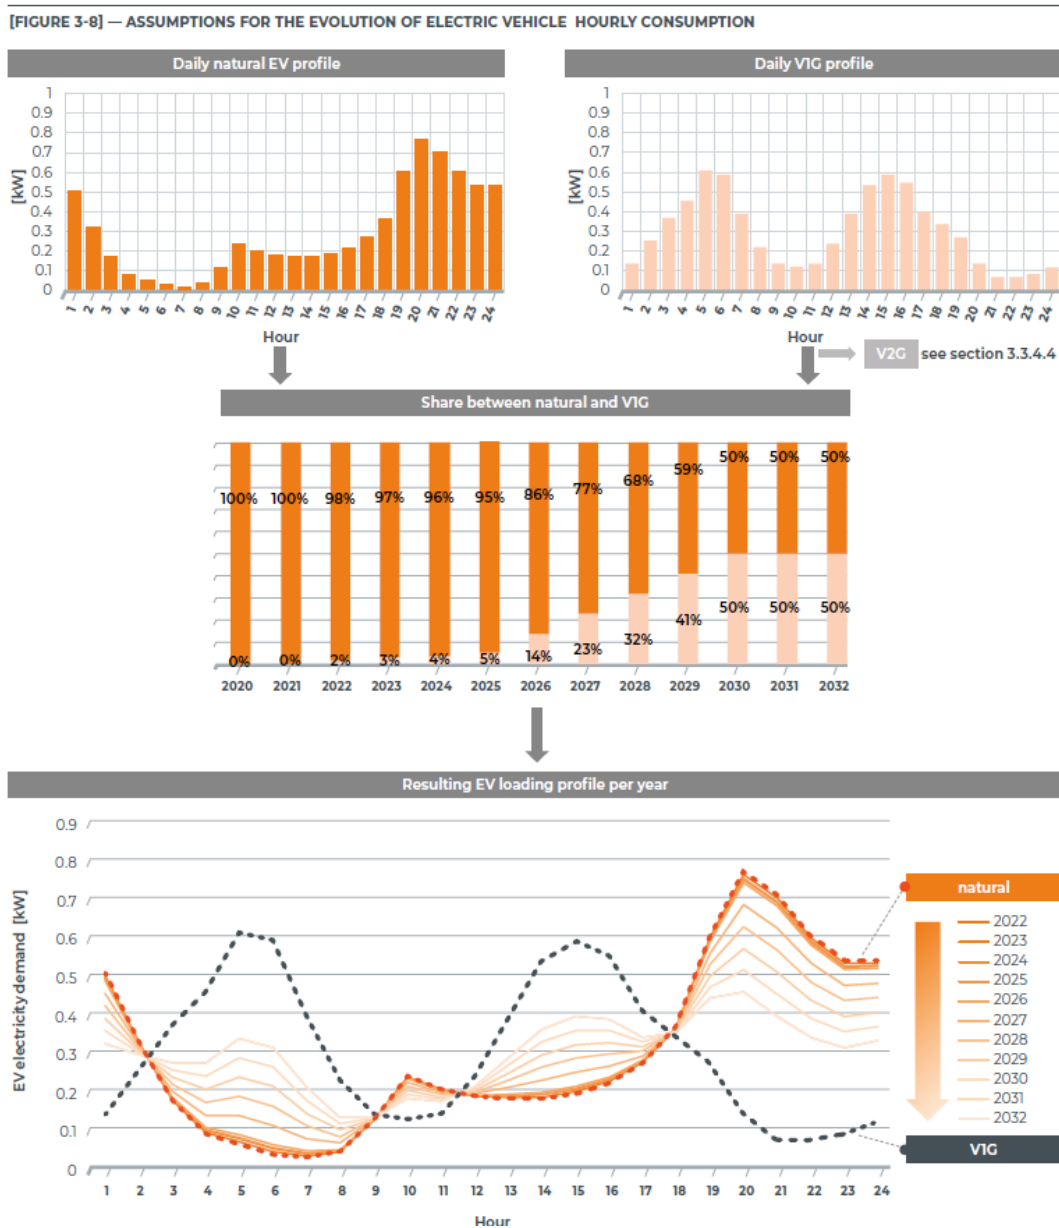 [FIGURE 3-8] — ASSUMPTIONS FOR THE EVOLUTION OF ELECTRIC VEHICLE HOURLY CONSUMPTION
Daily natural EV profile
1
0.9
0.8
0.7
0.6
0.5
0.4
0.3
0.2
0.1
0
[kW]
1 2 3 4 5 6 7 8 9 10 11 12 13 14 15 16 17 18 19 20 21 22 23 24
Hour
Daily V1G profile
1
0.9
0.8
0.7
0.6
0.5
0.4
0.3
0.2
0.1
0
[kW]
1 2 3 4 5 6 7 8 9 10 11 12 13 14 15 16 17 18 19 20 21 22 23 24
Hour
V2G see section 3.3.4.4
Share between natural and V1G
100% 100% 98% 97% 96% 95% 86% 77% 68% 59% 50% 50% 50%
0% 0% 2% 3% 4% 5% 14% 23% 32% 41% 50% 50% 50%
2020 2021 2022 2023 2024 2025 2026 2027 2028 2029 2030 2031 2032
Resulting EV loading profile per year
0.9
0.8
0.7
0.6
0.5
0.4
0.3
0.2
0.1
0
EV electricity demand [kW]
1 2 3 4 5 6 7 8 9 10 11 12 13 14 15 16 17 18 19 20 21 22 23 24
Hour
natural
2022
2023
2024
2025
2026
2027
2028
2029
2030
2031
2032
V1G